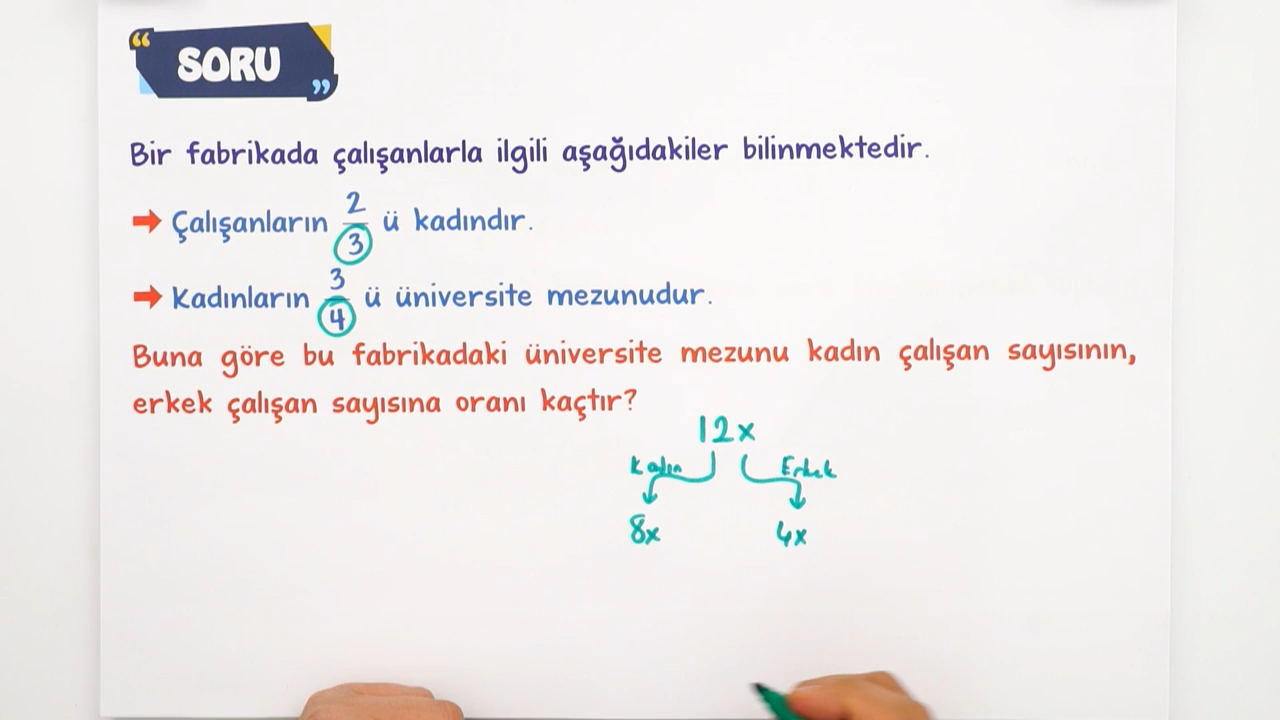 SORU
Bir fabrikada çalışanlarla ilgili aşağıdakiler bilinmektedir.
Çalışanların 2/3 ü kadındır.
Kadınların 3/4 ü üniversite mezunudur.
Buna göre bu fabrikadaki üniversite mezunu kadın çalışan sayısının,
erkek çalışan sayısına oranı kaçtır?
12x
Kadın Erkek
8x 4x